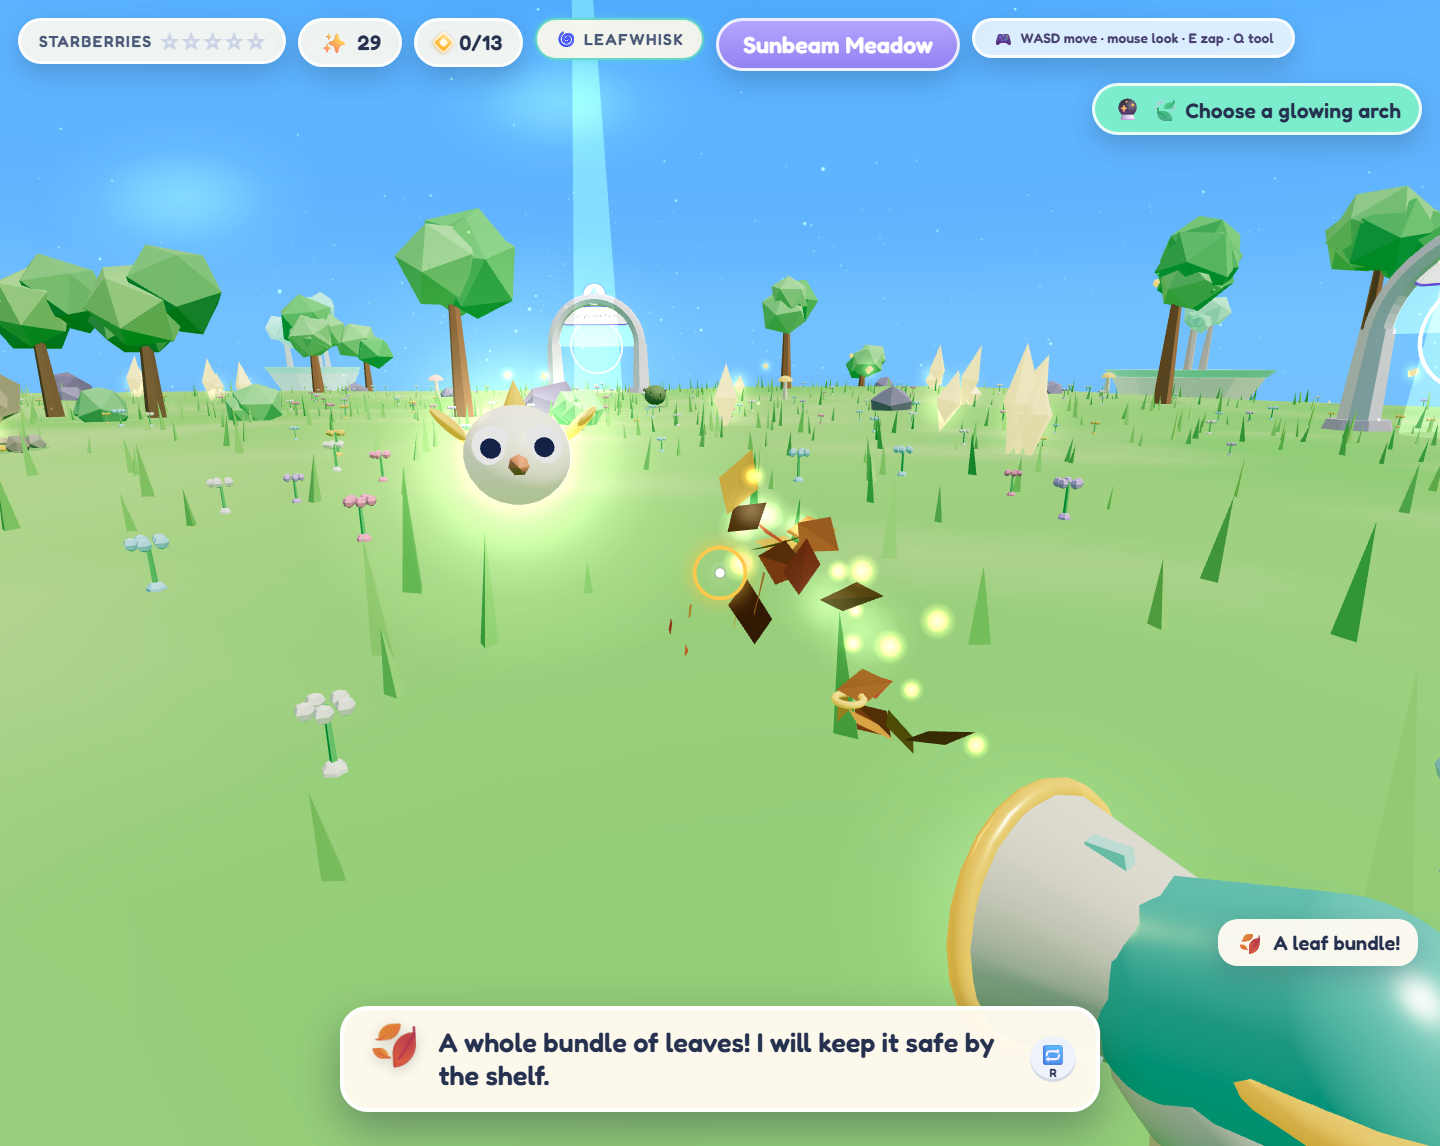 STARBERRIES
29
0/13
LEAFWHISK
Sunbeam Meadow
WASD move · mouse look · E zap · Q tool
Choose a glowing arch
A leaf bundle!
A whole bundle of leaves! I will keep it safe by
the shelf.
R